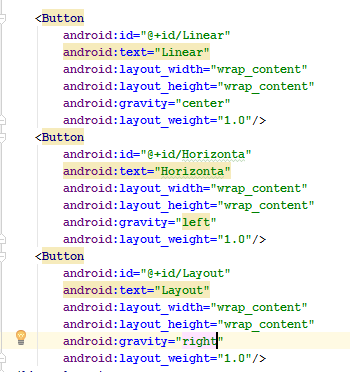 <Button
android:id="@+id/Linear"
android:text="Linear"
android:layout_width="wrap_content"
android:layout_height="wrap_content"
android:gravity="center"
android:layout_weight="1.0"/>
<Button
android:id="@+id/Horizonta"
android:text="Horizonta"
android:layout_width="wrap_content"
android:layout_height="wrap_content"
android:gravity="left"
android:layout_weight="1.0"/>
<Button
android:id="@+id/Layout"
android:text="Layout"
android:layout_width="wrap_content"
android:layout_height="wrap_content"
android:gravity="right"
android:layout_weight="1.0"/>